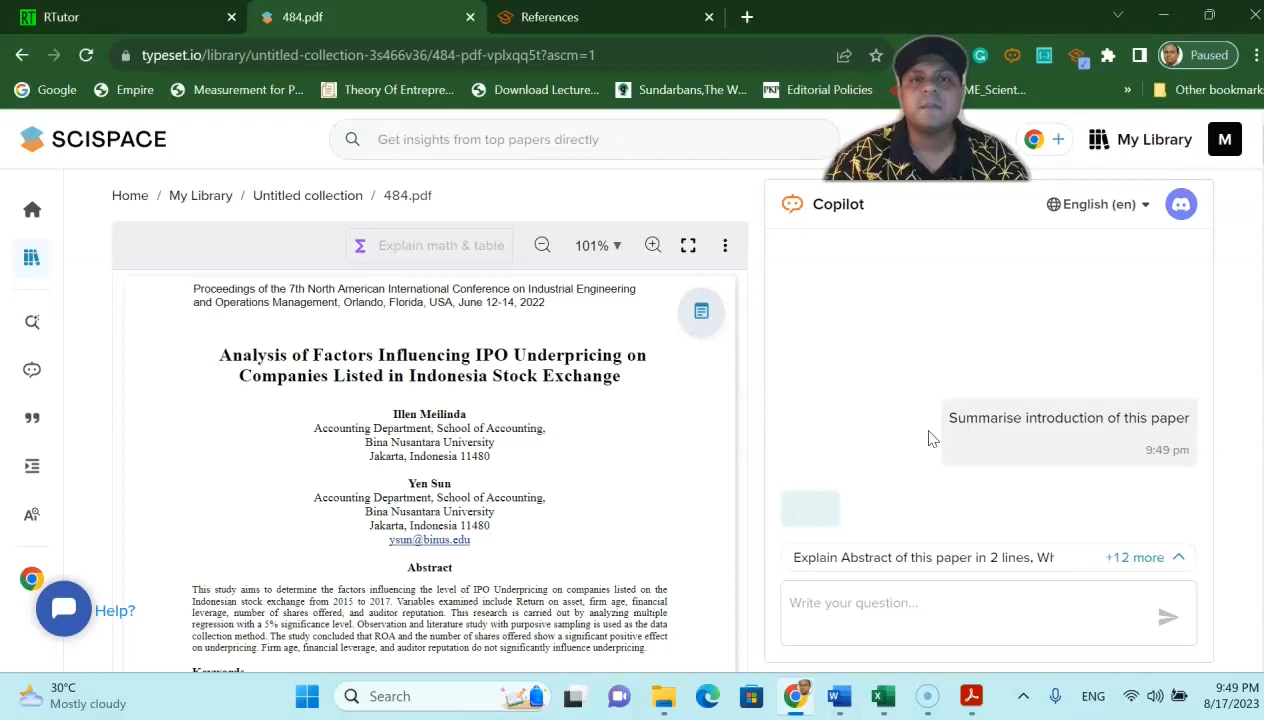 RTutor
484.pdf
References
typeset.io/library/untitled-collection-3s466v36/484-pdf-vplxqq5t?ascm=1
Paused
Google
Empire
Measurement for P...
Theory Of Entrepre...
Download Lecture...
Sundarbans,The W...
PKP
Editorial Policies
ME_Scient...
»
Other bookmark
SCISPACE
Get insights from top papers directly
My Library
M
Home / My Library / Untitled collection / 484.pdf
Explain math & table
101%
Proceedings of the 7th North American International Conference on Industrial Engineering
and Operations Management, Orlando, Florida, USA, June 12-14, 2022
Analysis of Factors Influencing IPO Underpricing on
Companies Listed in Indonesia Stock Exchange
Illen Meilinda
Accounting Department, School of Accounting,
Bina Nusantara University
Jakarta, Indonesia 11480
Yen Sun
Accounting Department, School of Accounting,
Bina Nusantara University
Jakarta, Indonesia 11480
ysun@binus.edu
Abstract
This study aims to determine the factors influencing the level of IPO Underpricing on companies listed on the
Indonesian stock exchange from 2015 to 2017. Variables examined include Return on asset, firm age, financial
leverage, number of shares offered, and auditor reputation. This research is carried out by analyzing multiple
regression with a 5% significance level. Observation and literature study with purposive sampling is used as the data
collection method. The study concluded that ROA and the number of shares offered show a significant positive effect
on underpricing. Firm age, financial leverage, and auditor reputation do not significantly influence underpricing.
Keywords
Copilot
English (en)
Summarise introduction of this paper
9:49 pm
Explain Abstract of this paper in 2 lines, Wh
+12 more
Write your question...
Help?
30°C
Mostly cloudy
Search
ENG
9:49 PM
8/17/2023